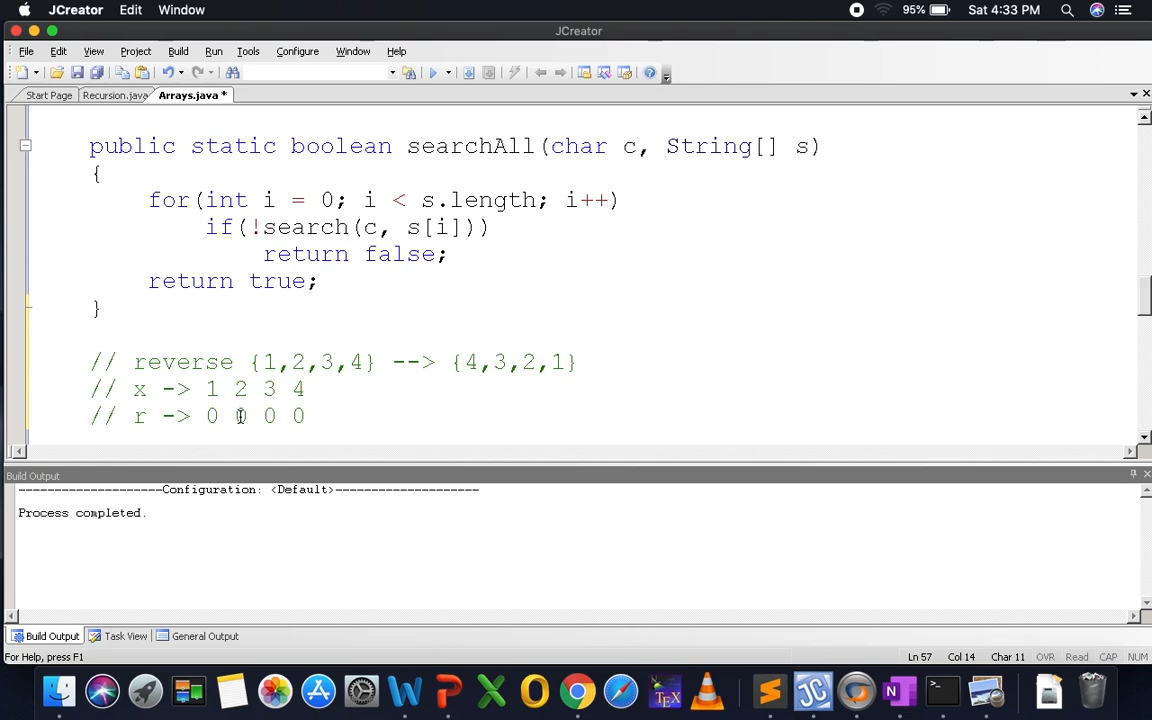 JCreator Edit Window 95% Sat 4:33 PM
JCreator
File Edit View Project Build Run Tools Configure Window Help
Start Page Recursion.java Arrays.java *
public static boolean searchAll(char c, String[] s)
{
for(int i = 0; i < s.length; i++)
if(!search(c, s[i]))
return false;
return true;
}
// reverse {1,2,3,4} --> {4,3,2,1}
// x -> 1 2 3 4
// r -> 0 0 0 0
Build Output
--------------------Configuration: <Default>--------------------
Process completed.
Build Output Task View General Output
For Help, press F1 Ln 57 Col 14 Char 11 OVR Read CAP NUM